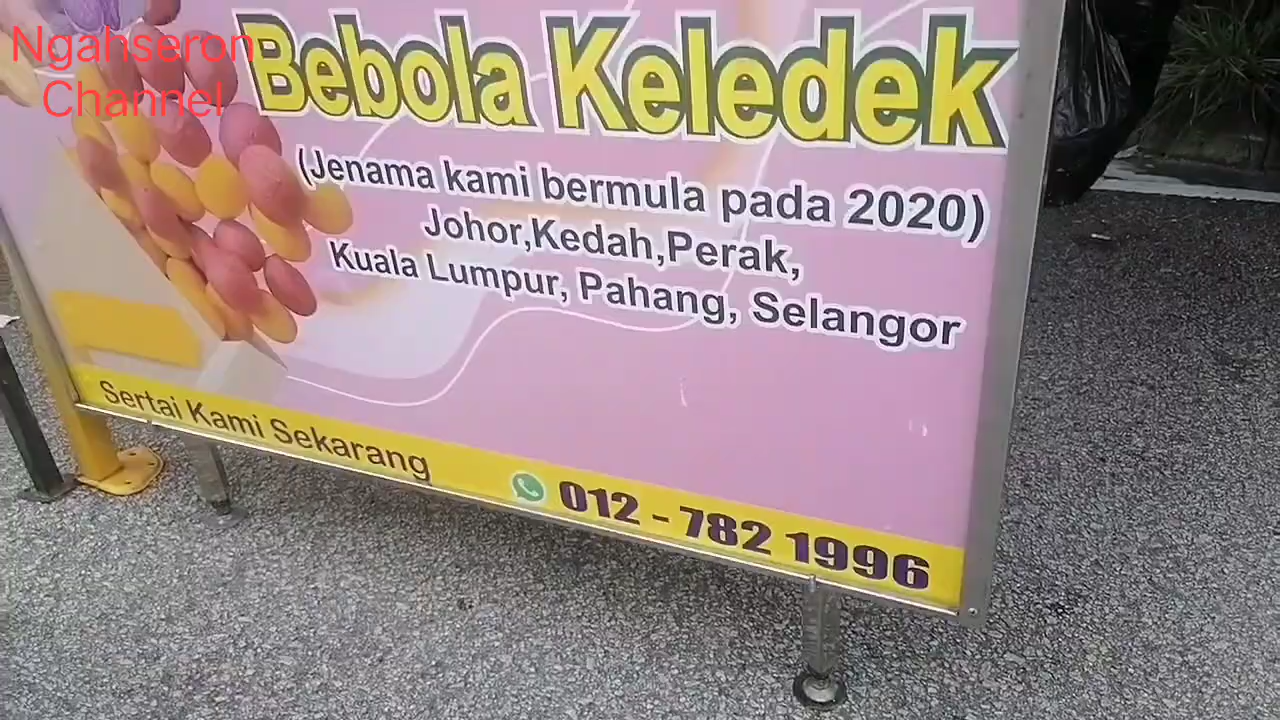 Ngahseron
Channel
Bebola Keledek
(Jenama kami bermula pada 2020)
Johor,Kedah,Perak,
Kuala Lumpur, Pahang, Selangor
Sertai Kami Sekarang
012 - 782 1996